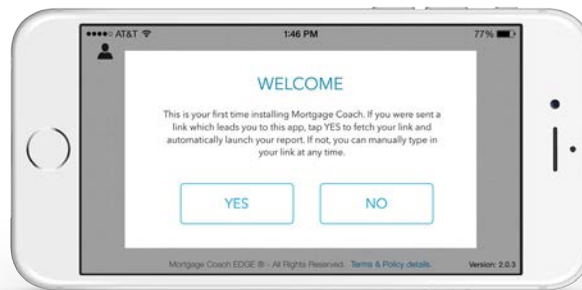 AT&T 1:46 PM 77%
WELCOME
This is your first time installing Mortgage Coach. If you were sent a
link which leads you to this app, tap YES to fetch your link and
automatically launch your report. If not, you can manually type in
your link at any time.
YES NO
Mortgage Coach EDGE ® - All Rights Reserved. Terms & Policy details. Version: 2.0.3